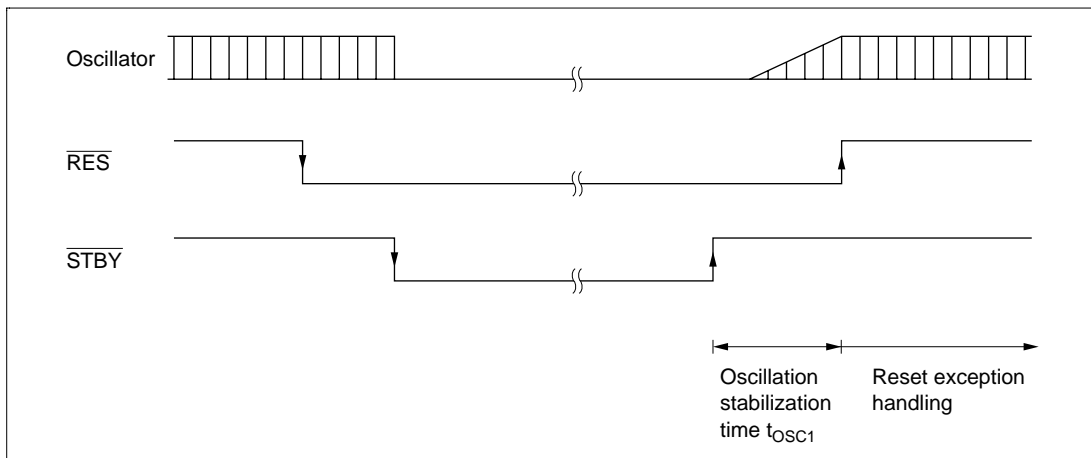 Oscillator
RES
STBY
Oscillation
stabilization
time tOSC1
Reset exception
handling